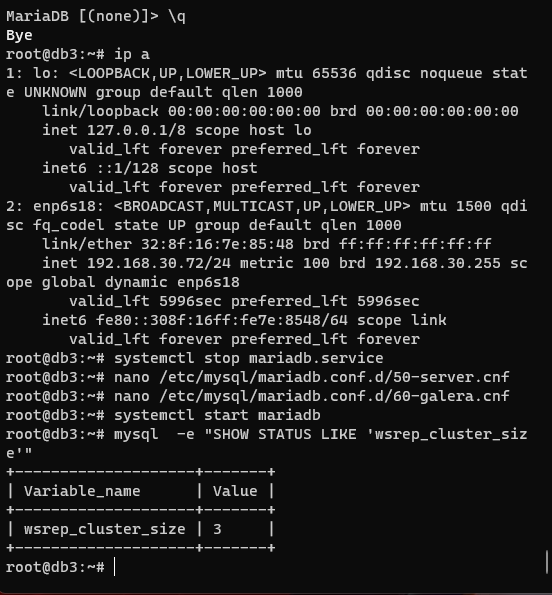 MariaDB [(none)]> \q
Bye
root@db3:~# ip a
1: lo: <LOOPBACK,UP,LOWER_UP> mtu 65536 qdisc noqueue stat
e UNKNOWN group default qlen 1000
    link/loopback 00:00:00:00:00:00 brd 00:00:00:00:00:00
    inet 127.0.0.1/8 scope host lo
       valid_lft forever preferred_lft forever
    inet6 ::1/128 scope host
       valid_lft forever preferred_lft forever
2: enp6s18: <BROADCAST,MULTICAST,UP,LOWER_UP> mtu 1500 qdi
sc fq_codel state UP group default qlen 1000
    link/ether 32:8f:16:7e:85:48 brd ff:ff:ff:ff:ff:ff
    inet 192.168.30.72/24 metric 100 brd 192.168.30.255 sc
ope global dynamic enp6s18
       valid_lft 5996sec preferred_lft 5996sec
    inet6 fe80::308f:16ff:fe7e:8548/64 scope link
       valid_lft forever preferred_lft forever
root@db3:~# systemctl stop mariadb.service
root@db3:~# nano /etc/mysql/mariadb.conf.d/50-server.cnf
root@db3:~# nano /etc/mysql/mariadb.conf.d/60-galera.cnf
root@db3:~# systemctl start mariadb
root@db3:~# mysql  -e "SHOW STATUS LIKE 'wsrep_cluster_siz
e'"
+--------------------+-------+
| Variable_name      | Value |
+--------------------+-------+
| wsrep_cluster_size | 3     |
+--------------------+-------+
root@db3:~#